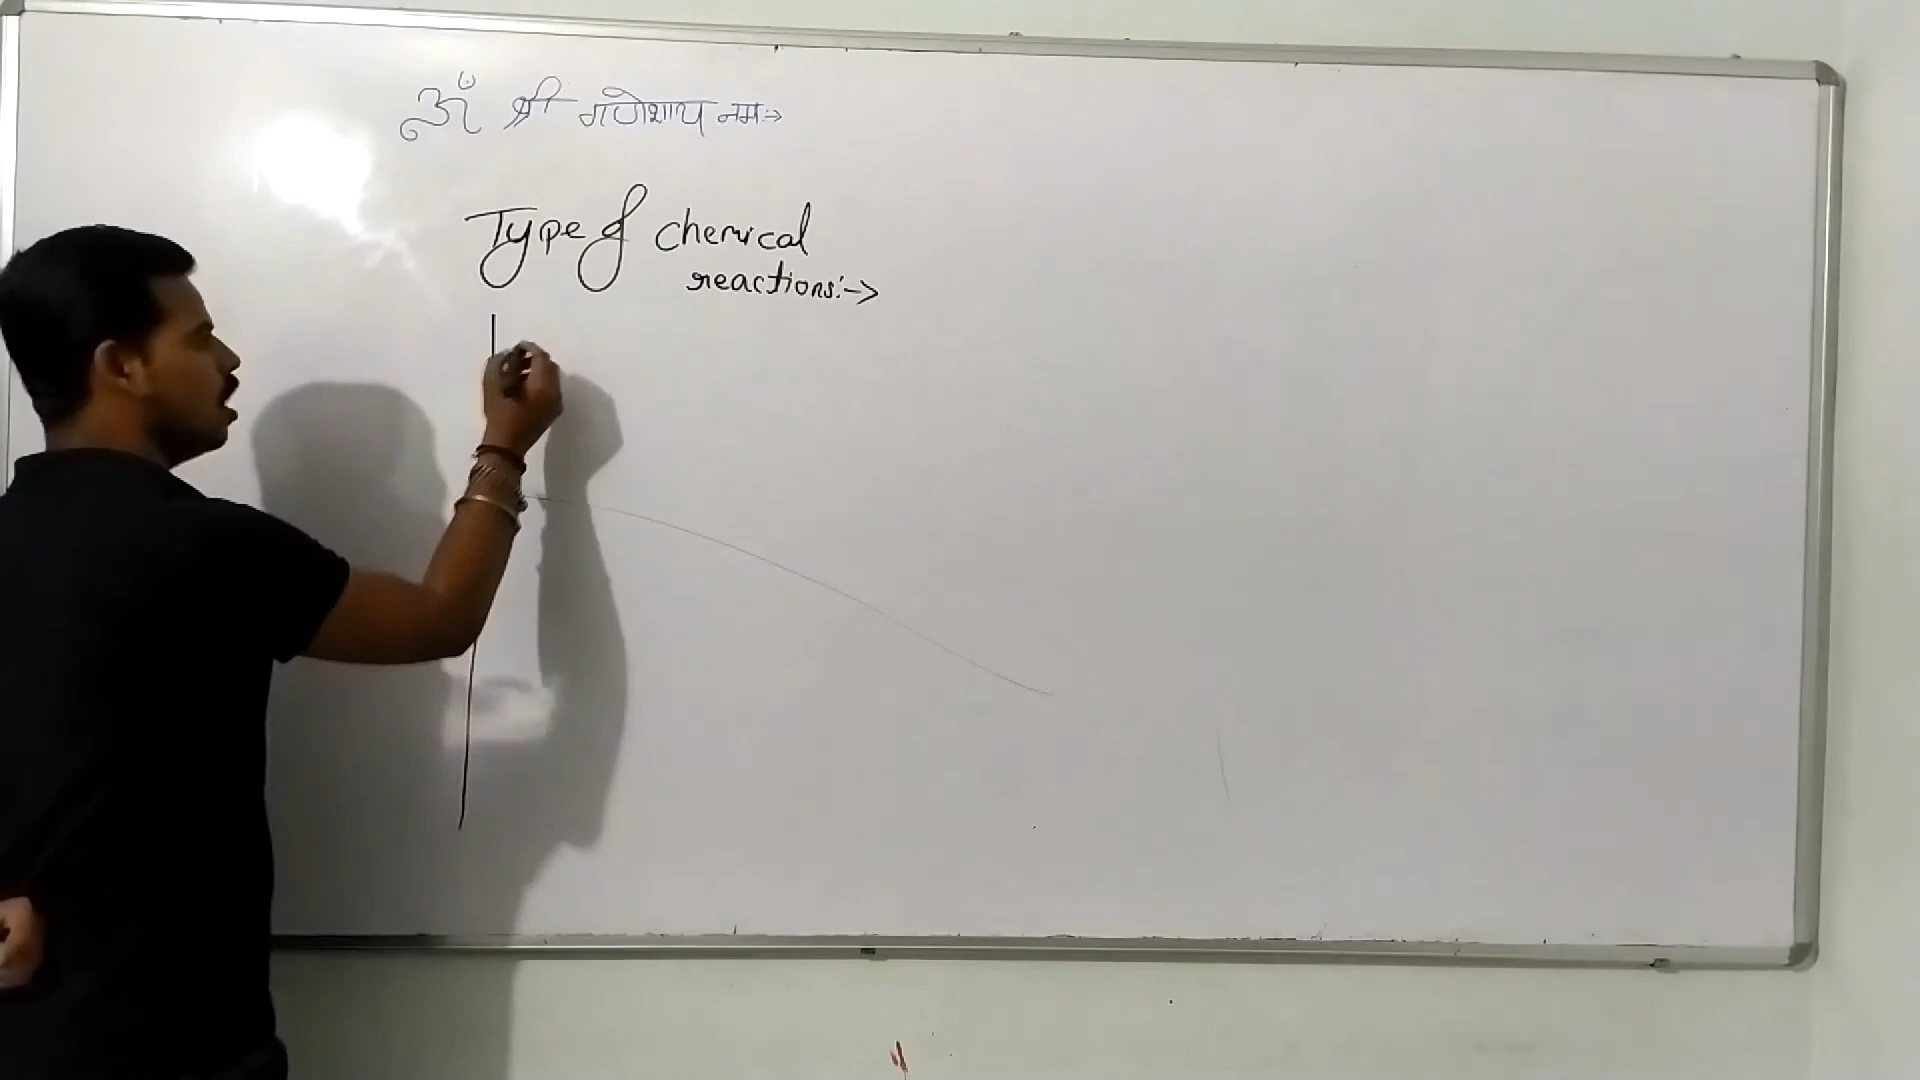 ॐ श्री गणेशाय नमः->
Type of chemical
reactions:->